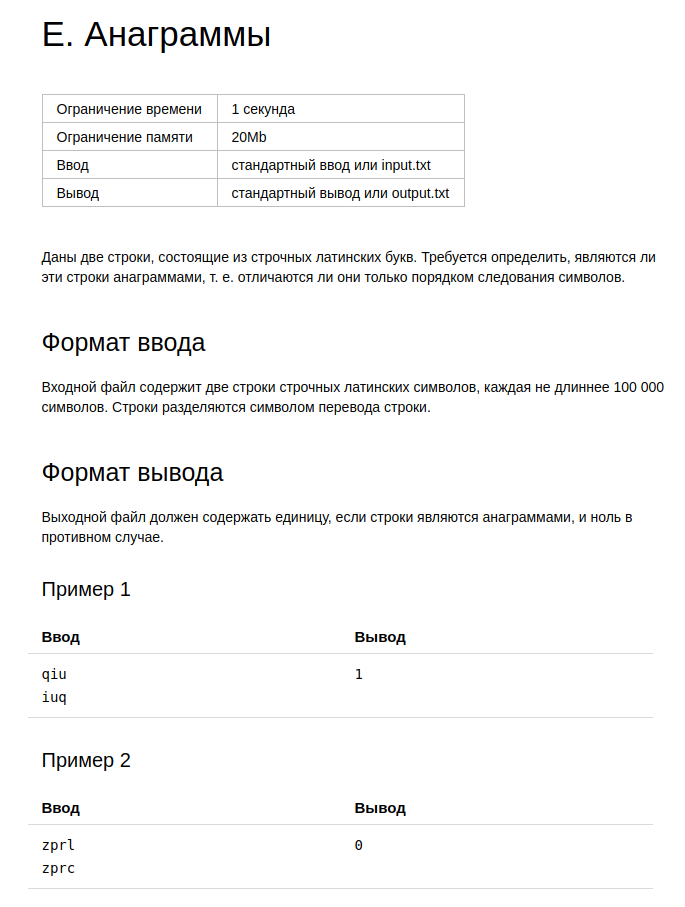 E. Анаграммы
Ограничение времени 1 секунда
Ограничение памяти 20Mb
Ввод стандартный ввод или input.txt
Вывод стандартный вывод или output.txt
Даны две строки, состоящие из строчных латинских букв. Требуется определить, являются ли
эти строки анаграммами, т. е. отличаются ли они только порядком следования символов.
Формат ввода
Входной файл содержит две строки строчных латинских символов, каждая не длиннее 100 000
символов. Строки разделяются символом перевода строки.
Формат вывода
Выходной файл должен содержать единицу, если строки являются анаграммами, и ноль в
противном случае.
Пример 1
Ввод Вывод
qiu 1
iuq
Пример 2
Ввод Вывод
zprl 0
zprc